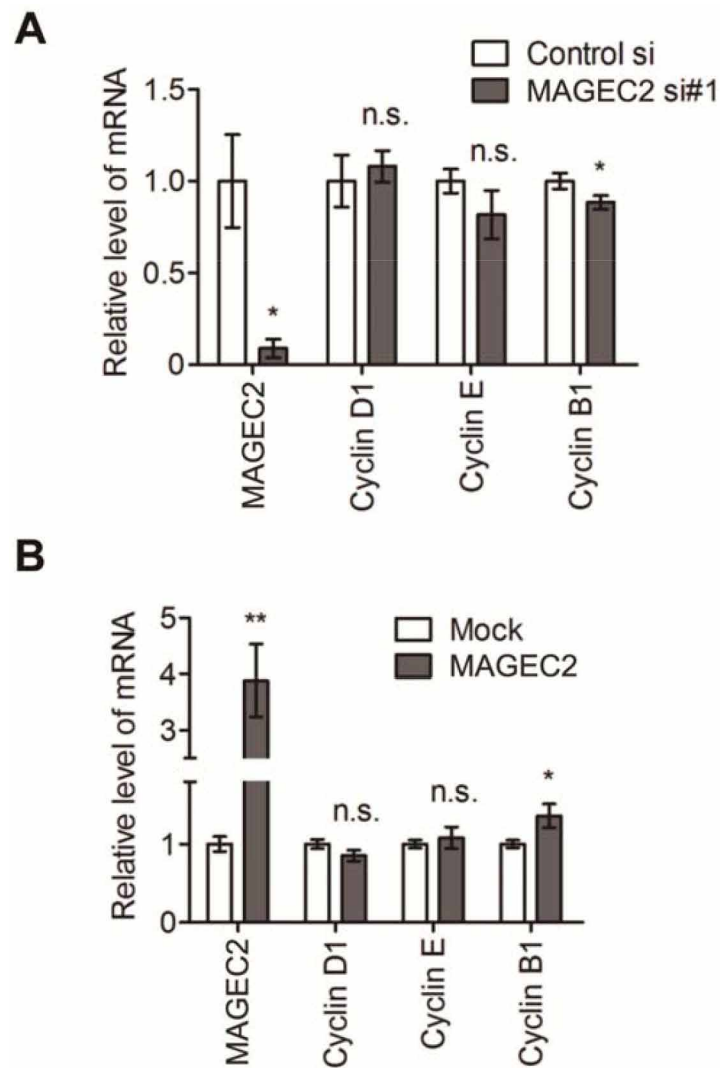 A
Control si
MAGEC2 si#1
Relative level of mRNA
1.5
1.0
0.5
0
*
n.s.
n.s.
*
MAGEC2
Cyclin D1
Cyclin E
Cyclin B1
B
Mock
MAGEC2
Relative level of mRNA
5
4
3
1
0
**
n.s.
n.s.
*
MAGEC2
Cyclin D1
Cyclin E
Cyclin B1